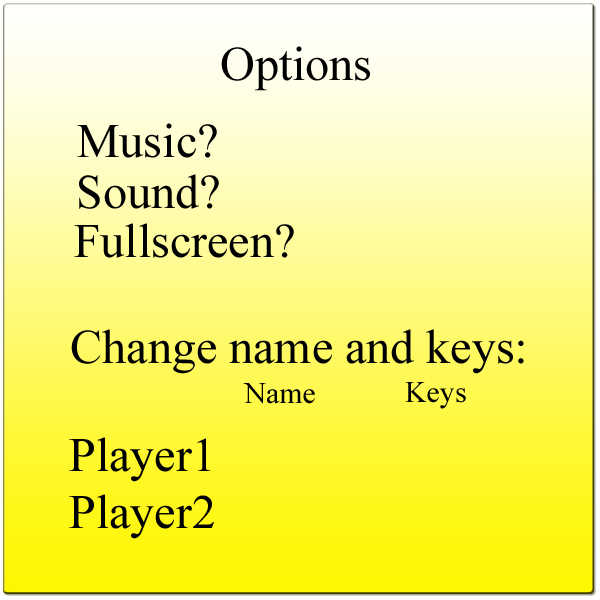 Options
Music?
Sound?
Fullscreen?
Change name and keys:
Name Keys
Player1
Player2